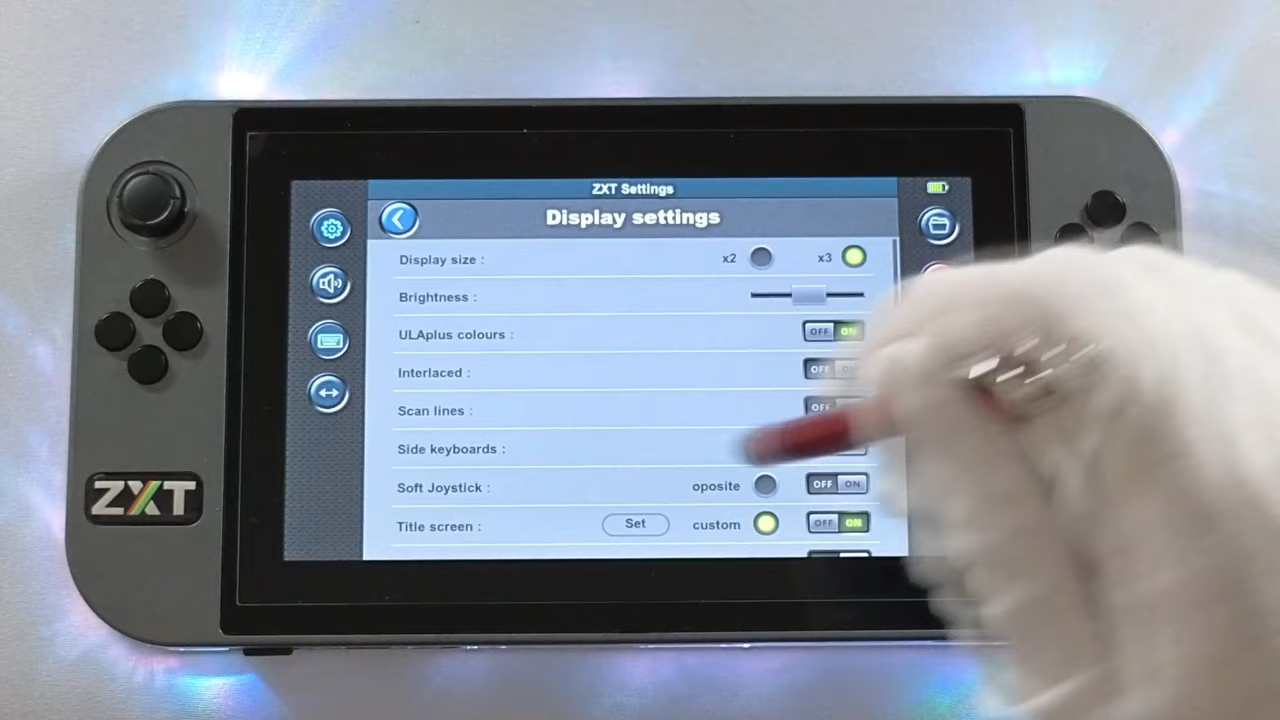 ZXT Settings
Display settings
Display size : x2 x3
Brightness :
ULAplus colours : OFF ON
Interlaced : OFF
Scan lines : OFF
Side keyboards :
Soft Joystick : oposite OFF ON
Title screen : Set custom OFF ON
ZXT